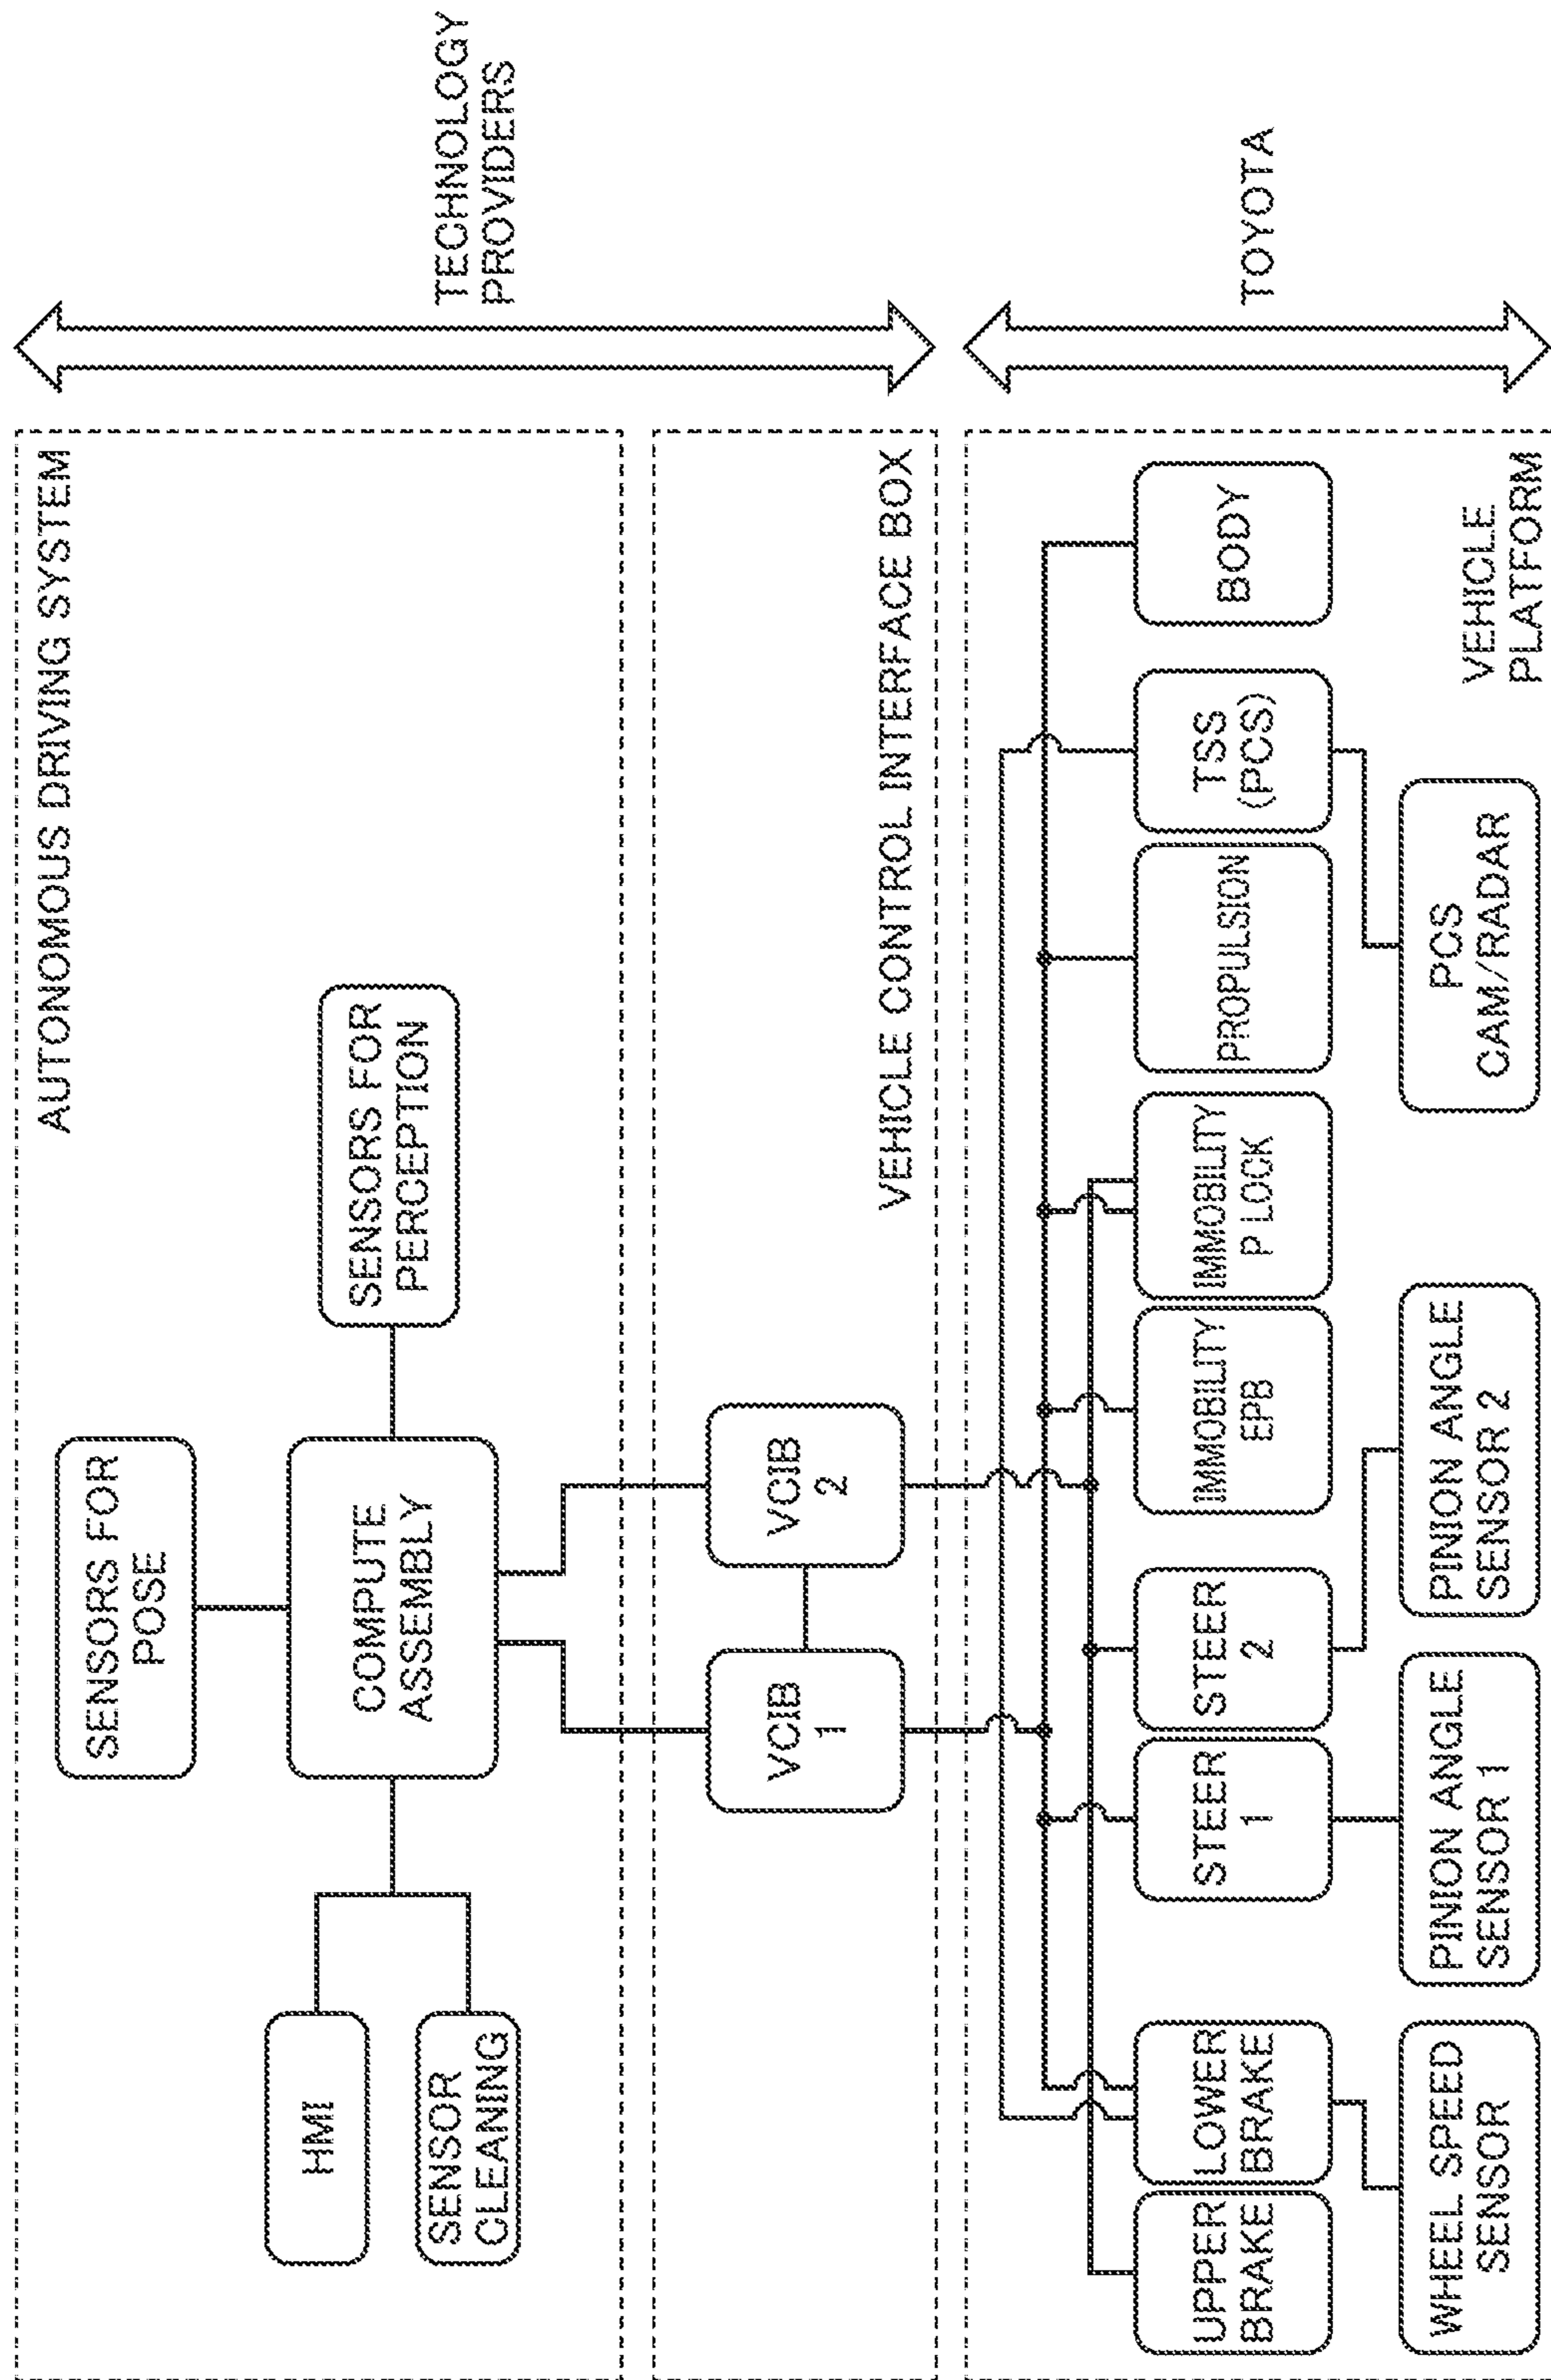 AUTONOMOUS DRIVING SYSTEM
SENSORS FOR
POSE
HMI
SENSOR
CLEANING
COMPUTE
ASSEMBLY
SENSORS FOR
PERCEPTION
TECHNOLOGY
PROVIDERS
VCIB
1
VCIB
2
VEHICLE CONTROL INTERFACE BOX
UPPER
BRAKE
LOWER
BRAKE
STEER
1
STEER
2
IMMOBILITY
EPB
IMMOBILITY
P LOCK
PROPULSION
TSS
(PCS)
BODY
TOYOTA
WHEEL SPEED
SENSOR
PINION ANGLE
SENSOR 1
PINION ANGLE
SENSOR 2
PCS
CAM/RADAR
VEHICLE
PLATFORM